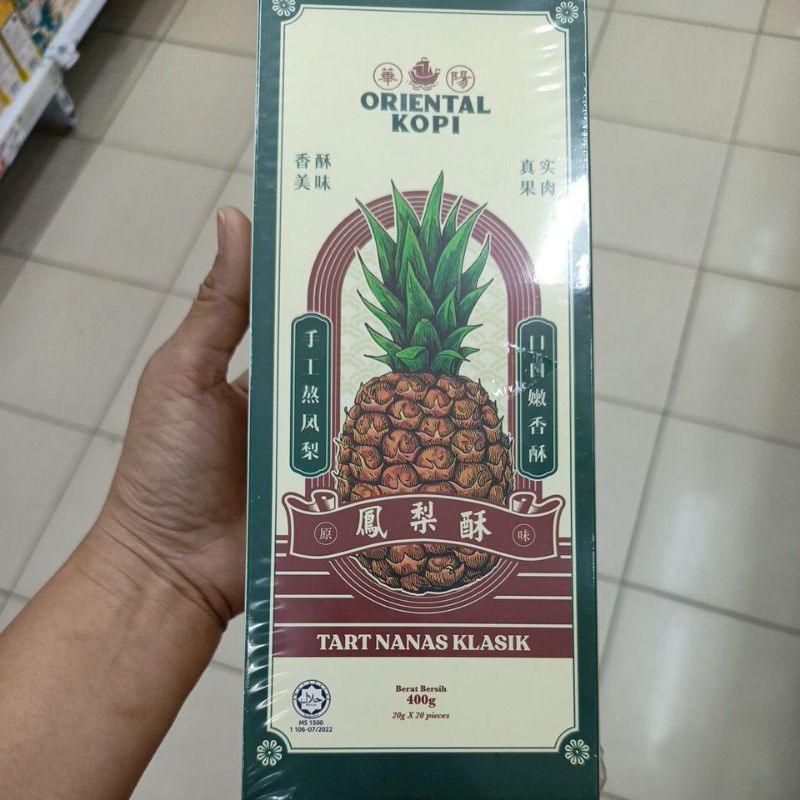 華 陽
ORIENTAL
KOPI
香酥
美味
真实
果肉
手工熬凤梨
嫩香酥
原 鳳梨酥 味
TART NANAS KLASIK
Berat Bersih
400g
20g X 20 pieces
حلال
MS 1500
1 106-07/2022